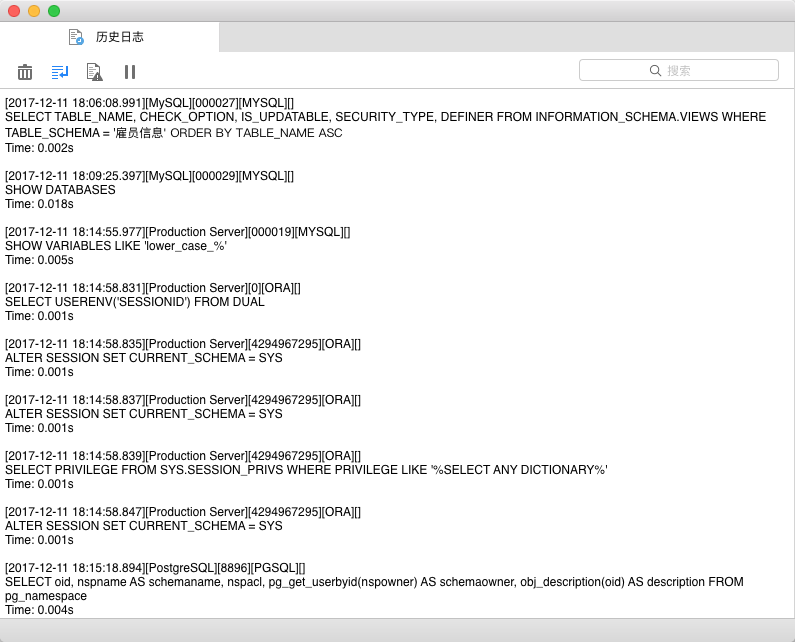 历史日志
搜索
[2017-12-11 18:06:08.991][MySQL][000027][MYSQL][]
SELECT TABLE_NAME, CHECK_OPTION, IS_UPDATABLE, SECURITY_TYPE, DEFINER FROM INFORMATION_SCHEMA.VIEWS WHERE
TABLE_SCHEMA = '雇员信息' ORDER BY TABLE_NAME ASC
Time: 0.002s
[2017-12-11 18:09:25.397][MySQL][000029][MYSQL][]
SHOW DATABASES
Time: 0.018s
[2017-12-11 18:14:55.977][Production Server][000019][MYSQL][]
SHOW VARIABLES LIKE 'lower_case_%'
Time: 0.005s
[2017-12-11 18:14:58.831][Production Server][0][ORA][]
SELECT USERENV('SESSIONID') FROM DUAL
Time: 0.001s
[2017-12-11 18:14:58.835][Production Server][4294967295][ORA][]
ALTER SESSION SET CURRENT_SCHEMA = SYS
Time: 0.001s
[2017-12-11 18:14:58.837][Production Server][4294967295][ORA][]
ALTER SESSION SET CURRENT_SCHEMA = SYS
Time: 0.001s
[2017-12-11 18:14:58.839][Production Server][4294967295][ORA][]
SELECT PRIVILEGE FROM SYS.SESSION_PRIVS WHERE PRIVILEGE LIKE '%SELECT ANY DICTIONARY%'
Time: 0.001s
[2017-12-11 18:14:58.847][Production Server][4294967295][ORA][]
ALTER SESSION SET CURRENT_SCHEMA = SYS
Time: 0.001s
[2017-12-11 18:15:18.894][PostgreSQL][8896][PGSQL][]
SELECT oid, nspname AS schemaname, nspacl, pg_get_userbyid(nspowner) AS schemaowner, obj_description(oid) AS description FROM
pg_namespace
Time: 0.004s